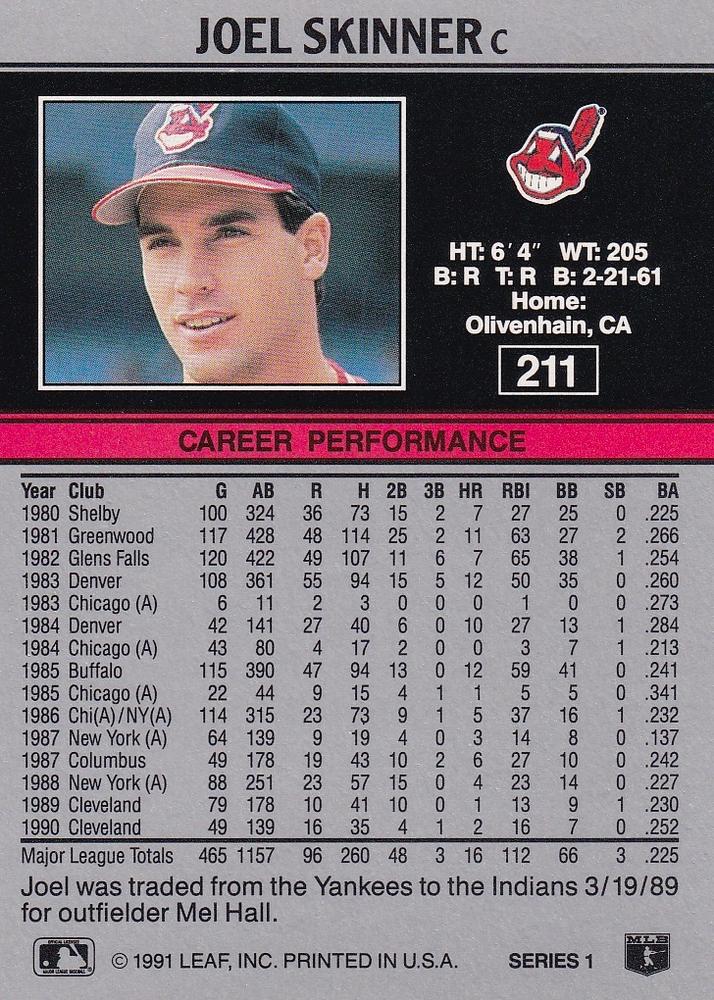 JOEL SKINNER C
HT: 6′ 4″ WT: 205
B: R T: R B: 2-21-61
Home:
Olivenhain, CA
211
CAREER PERFORMANCE
Year Club G AB R H 2B 3B HR RBI BB SB BA
1980 Shelby 100 324 36 73 15 2 7 27 25 0 .225
1981 Greenwood 117 428 48 114 25 2 11 63 27 2 .266
1982 Glens Falls 120 422 49 107 11 6 7 65 38 1 .254
1983 Denver 108 361 55 94 15 5 12 50 35 0 .260
1983 Chicago (A) 6 11 2 3 0 0 0 1 0 0 .273
1984 Denver 42 141 27 40 6 0 10 27 13 1 .284
1984 Chicago (A) 43 80 4 17 2 0 0 3 7 1 .213
1985 Buffalo 115 390 47 94 13 0 12 59 41 0 .241
1985 Chicago (A) 22 44 9 15 4 1 1 5 5 0 .341
1986 Chi(A)/NY(A) 114 315 23 73 9 1 5 37 16 1 .232
1987 New York (A) 64 139 9 19 4 0 3 14 8 0 .137
1987 Columbus 49 178 19 43 10 2 6 27 10 0 .242
1988 New York (A) 88 251 23 57 15 0 4 23 14 0 .227
1989 Cleveland 79 178 10 41 10 0 1 13 9 1 .230
1990 Cleveland 49 139 16 35 4 1 2 16 7 0 .252
Major League Totals 465 1157 96 260 48 3 16 112 66 3 .225
Joel was traded from the Yankees to the Indians 3/19/89
for outfielder Mel Hall.
© 1991 LEAF, INC. PRINTED IN U.S.A. SERIES 1
MLB